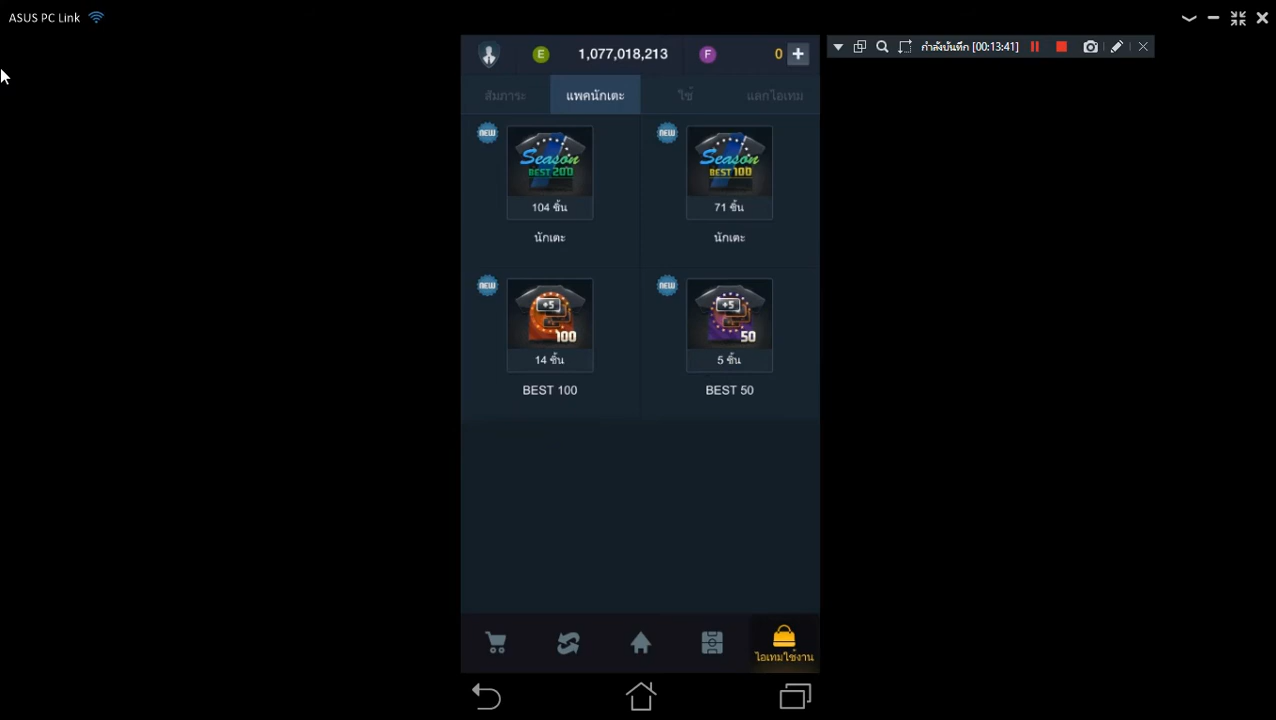 ASUS PC Link
E 1,077,018,213 F 0
กำลังบันทึก [00:13:41]
สัมภาระ แพคนักเตะ ใช้ แลกไอเทม
NEW NEW
Season Season
BEST 200 BEST 100
104 ชิ้น 71 ชิ้น
นักเตะ นักเตะ
NEW NEW
+5 +5
100 50
14 ชิ้น 5 ชิ้น
BEST 100 BEST 50
ไอเทมใช้งาน